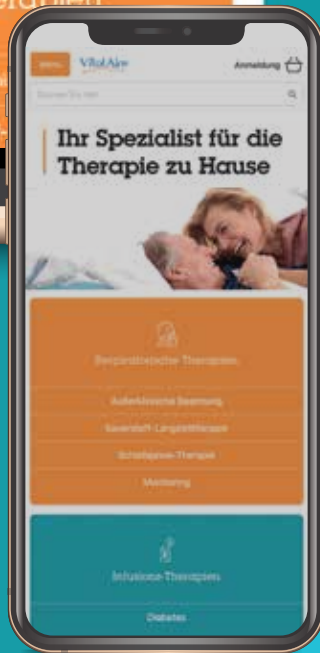 MENU
VitalAire
Anmeldung
Ihr Spezialist für die
Therapie zu Hause
Respiratorische Therapien
Außerklinische Beatmung
Sauerstoff-Langzeittherapie
Schlafapnoe-Therapie
Monitoring
Infusions-Therapien
Diabetes